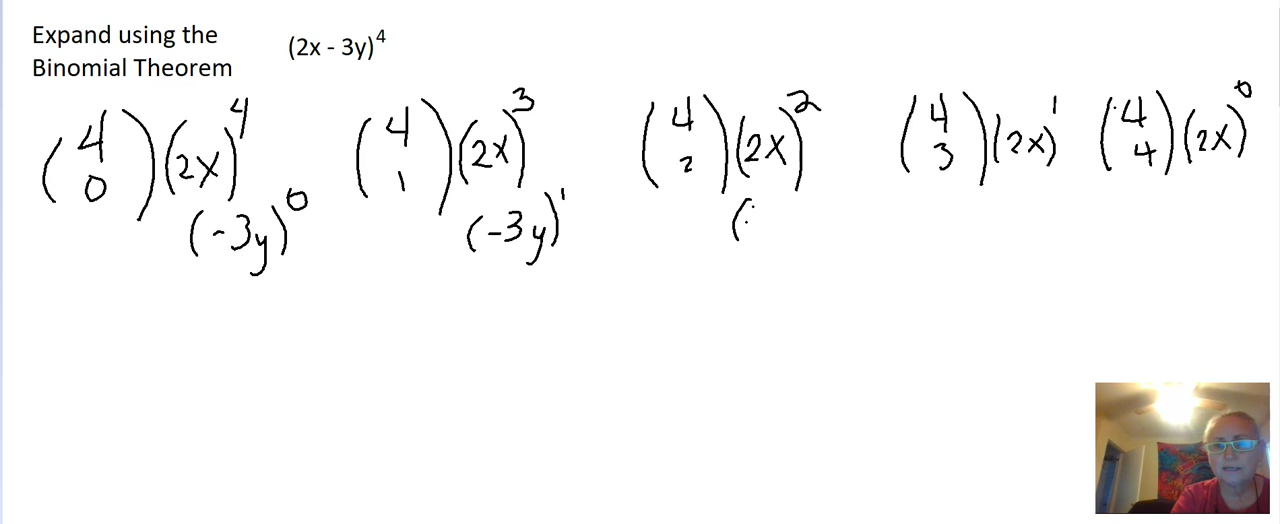 Expand using the
Binomial Theorem
(2x - 3y)⁴
(4 0)(2x)⁴ (4 1)(2x)³ (4 2)(2x)² (4 3)(2x)¹ (4 4)(2x)⁰
(-3y)⁰ (-3y)¹ (